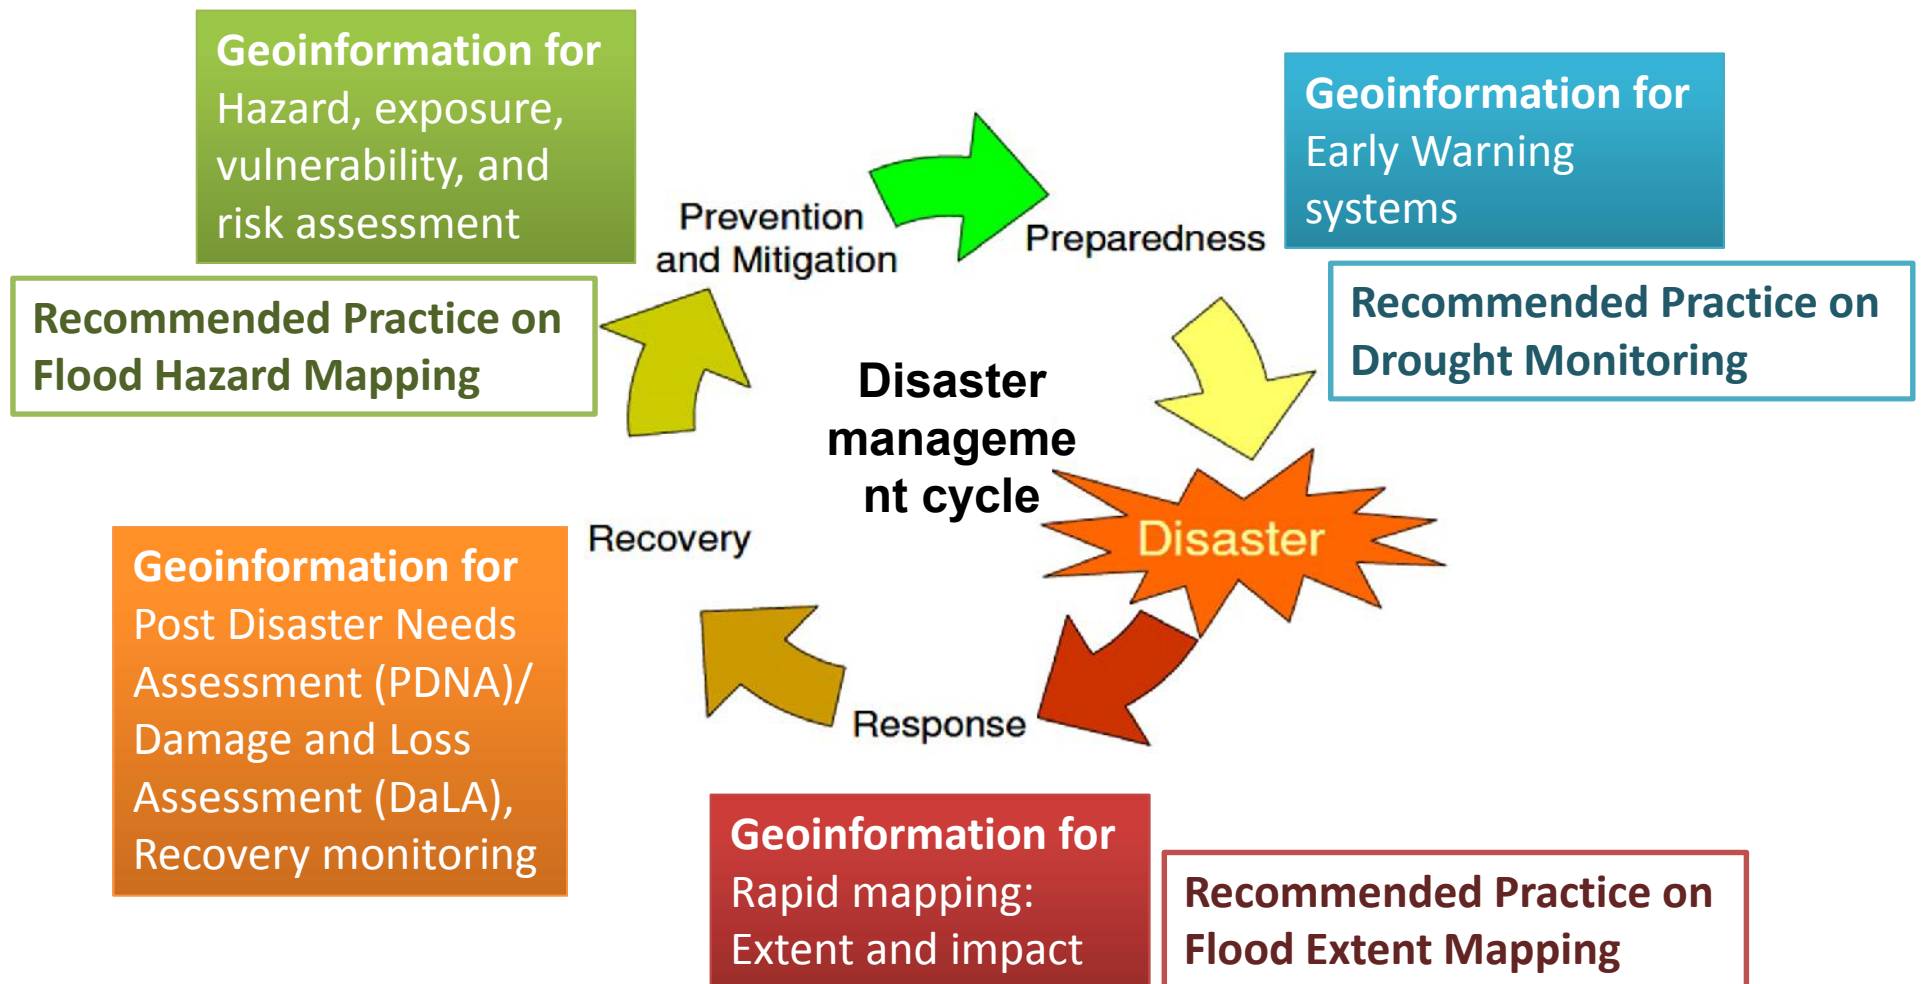 Geoinformation for
Hazard, exposure,
vulnerability, and
risk assessment
Recommended Practice on
Flood Hazard Mapping
Prevention
and Mitigation
Preparedness
Geoinformation for
Early Warning
systems
Recommended Practice on
Drought Monitoring
Disaster
manageme
nt cycle
Disaster
Recovery
Geoinformation for
Post Disaster Needs
Assessment (PDNA)/
Damage and Loss
Assessment (DaLA),
Recovery monitoring
Response
Geoinformation for
Rapid mapping:
Extent and impact
Recommended Practice on
Flood Extent Mapping